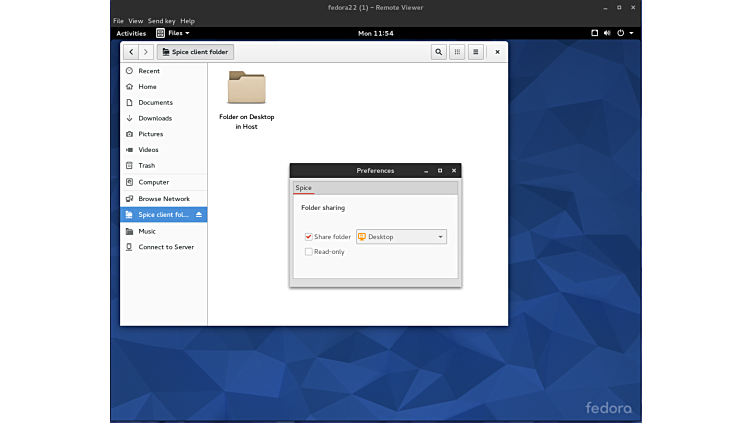 fedora22 (1) - Remote Viewer
File View Send key Help
Activities Files Mon 11:54
Spice client folder
Recent
Home
Documents
Downloads
Pictures
Videos
Trash
Computer
Browse Network
Spice client fol...
Music
Connect to Server
Folder on Desktop
in Host
Preferences
Spice
Folder sharing
Share folder Desktop
Read-only
fedora